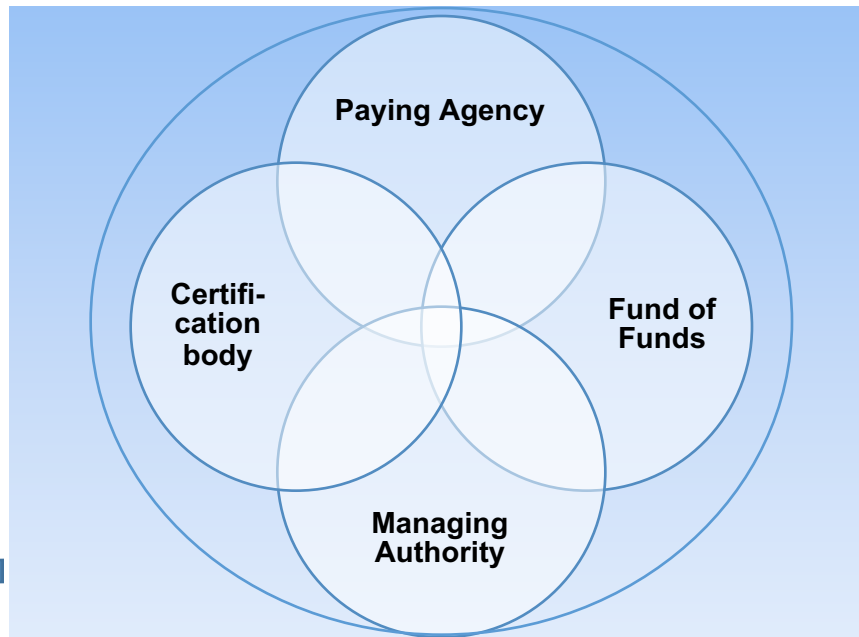 Paying Agency
Certifi-
cation
body
Fund of
Funds
Managing
Authority